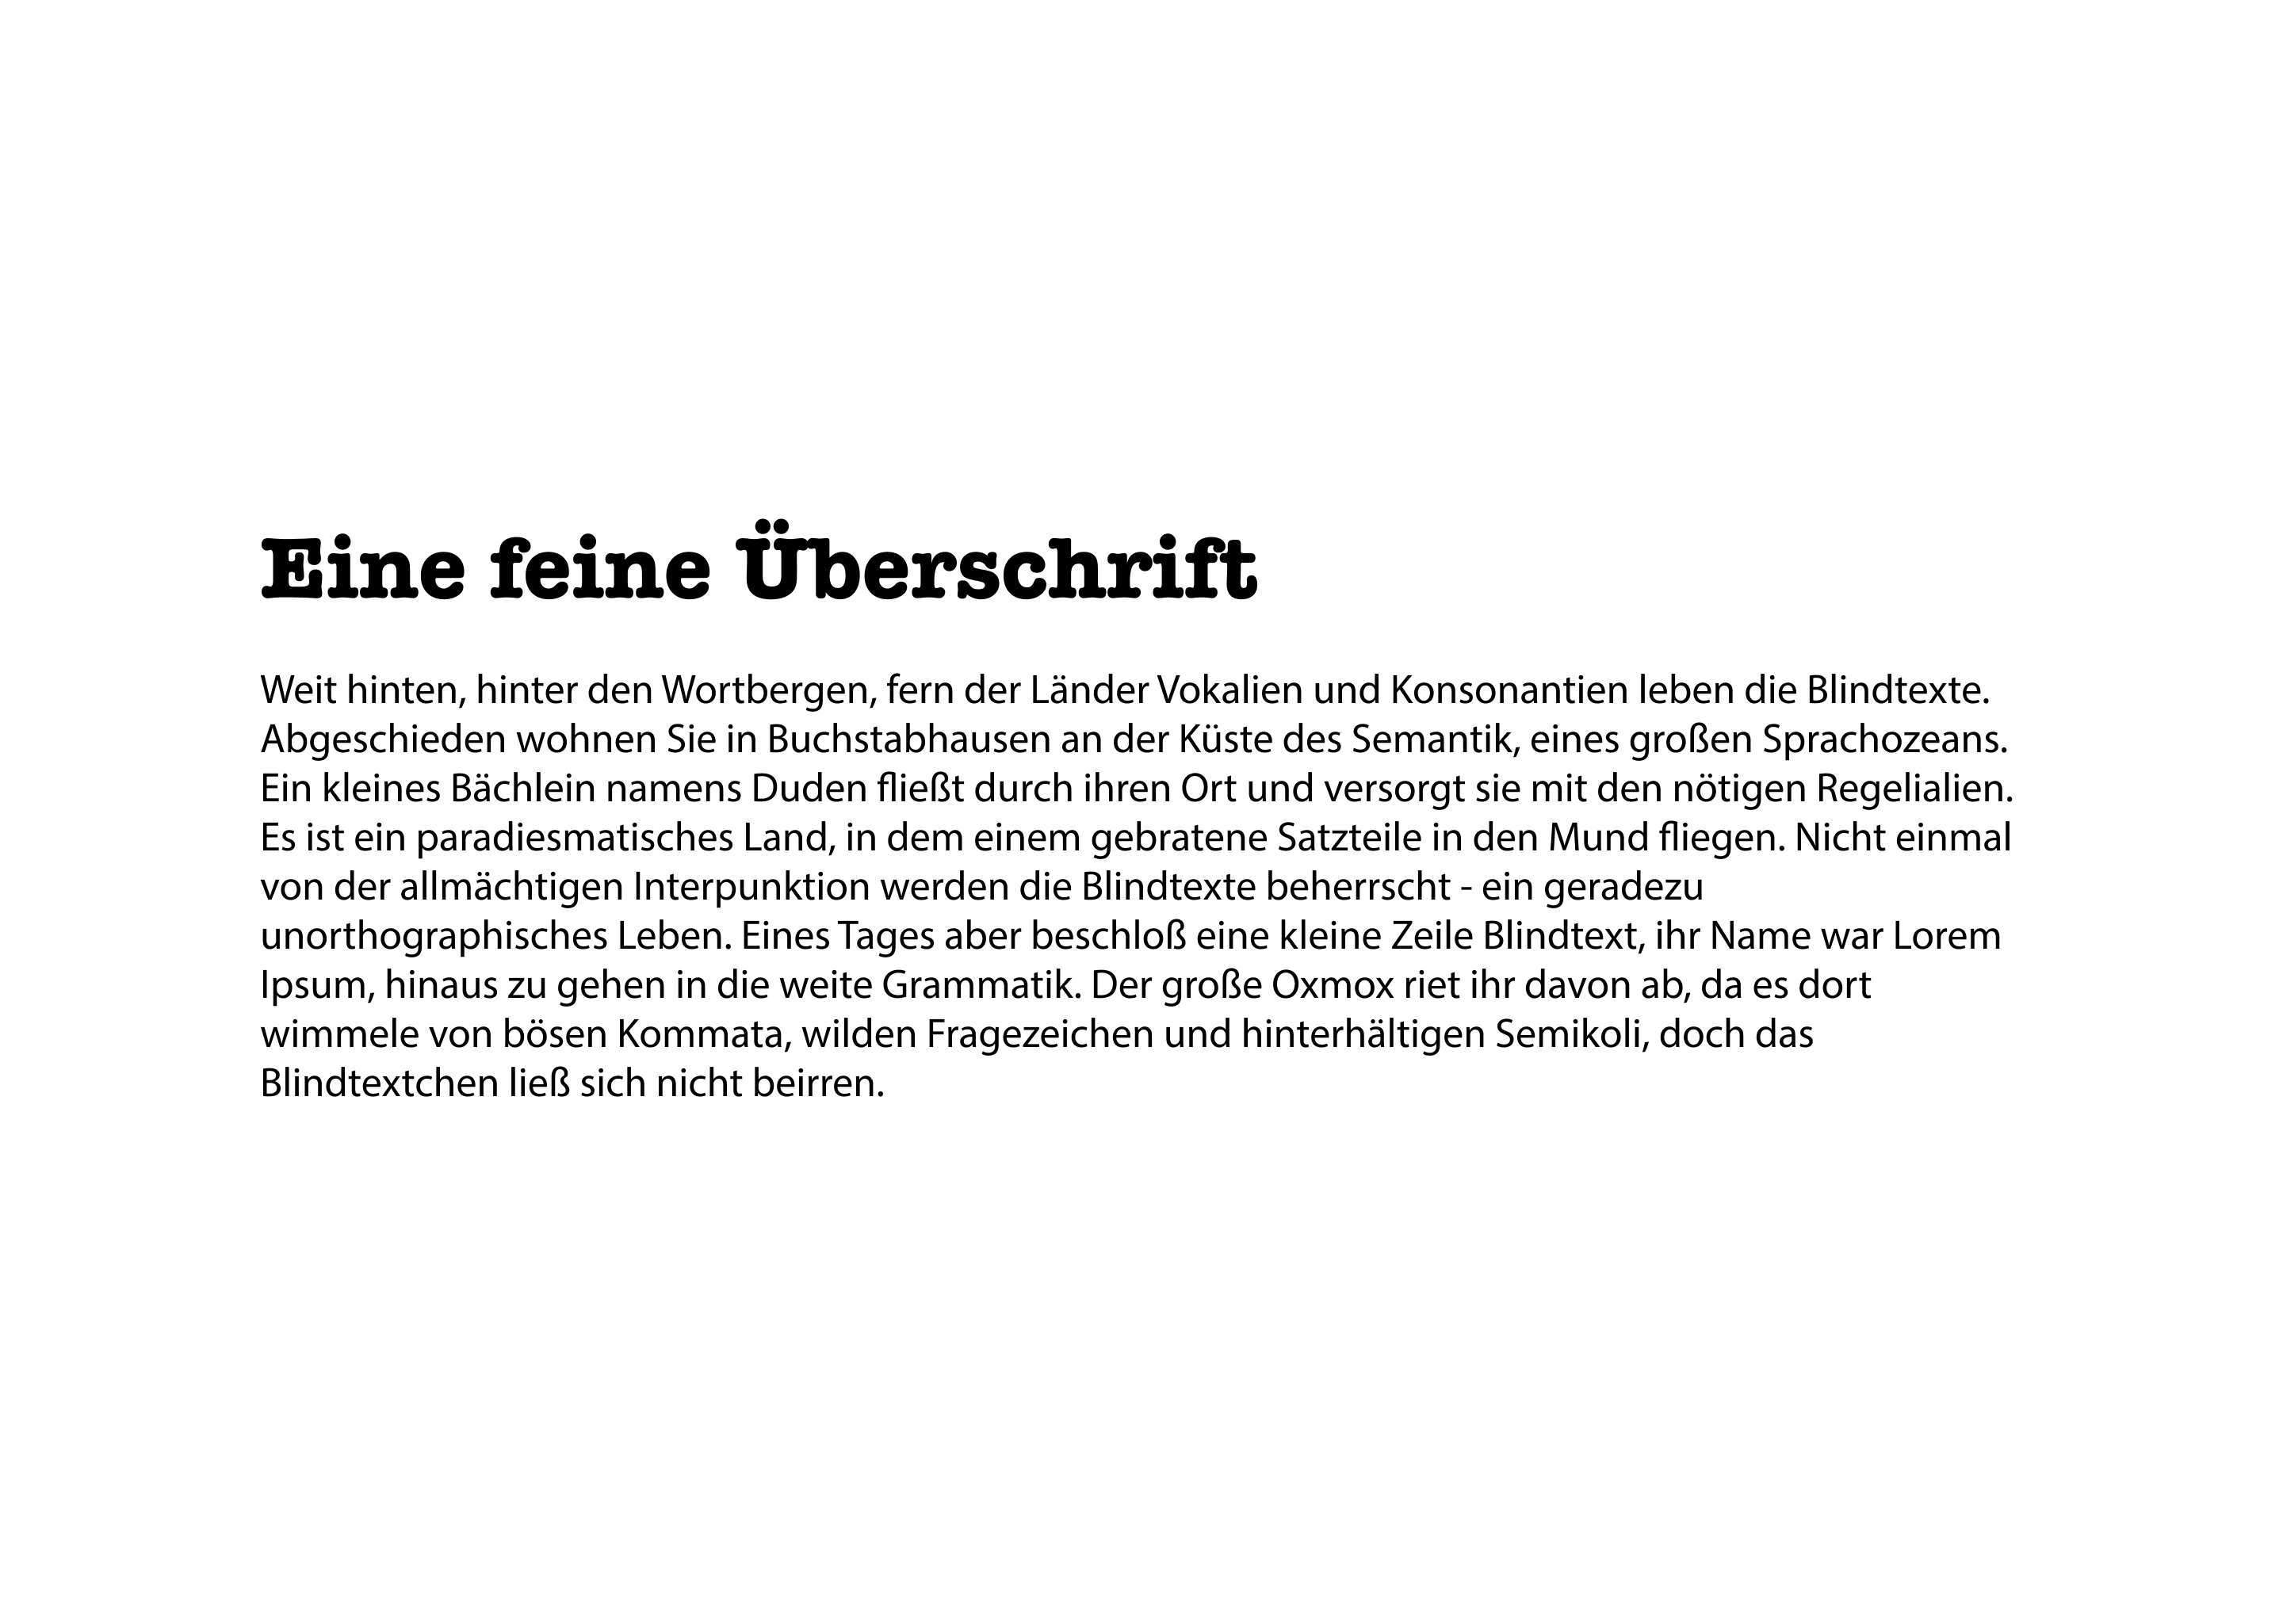 Eine feine Überschrift
Weit hinten, hinter den Wortbergen, fern der Länder Vokalien und Konsonantien leben die Blindtexte.
Abgeschieden wohnen Sie in Buchstabhausen an der Küste des Semantik, eines großen Sprachozeans.
Ein kleines Bächlein namens Duden fließt durch ihren Ort und versorgt sie mit den nötigen Regelialien.
Es ist ein paradiesmatisches Land, in dem einem gebratene Satzteile in den Mund fliegen. Nicht einmal
von der allmächtigen Interpunktion werden die Blindtexte beherrscht - ein geradezu
unorthographisches Leben. Eines Tages aber beschloß eine kleine Zeile Blindtext, ihr Name war Lorem
Ipsum, hinaus zu gehen in die weite Grammatik. Der große Oxmox riet ihr davon ab, da es dort
wimmele von bösen Kommata, wilden Fragezeichen und hinterhältigen Semikoli, doch das
Blindtextchen ließ sich nicht beirren.